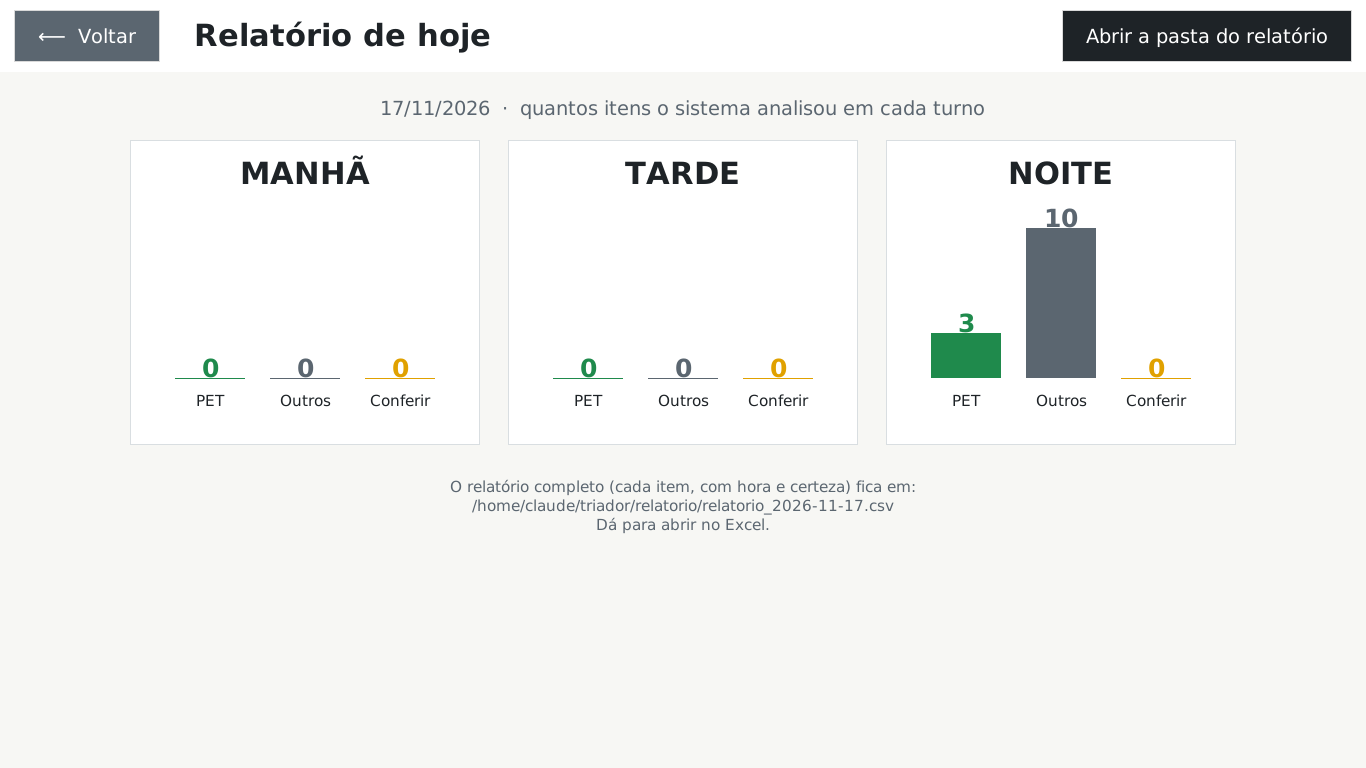 ⟵ Voltar
Relatório de hoje
Abrir a pasta do relatório
17/11/2026 · quantos itens o sistema analisou em cada turno
MANHÃ
0 0 0
PET Outros Conferir
TARDE
0 0 0
PET Outros Conferir
NOITE
10
3
0
PET Outros Conferir
O relatório completo (cada item, com hora e certeza) fica em:
/home/claude/triador/relatorio/relatorio_2026-11-17.csv
Dá para abrir no Excel.